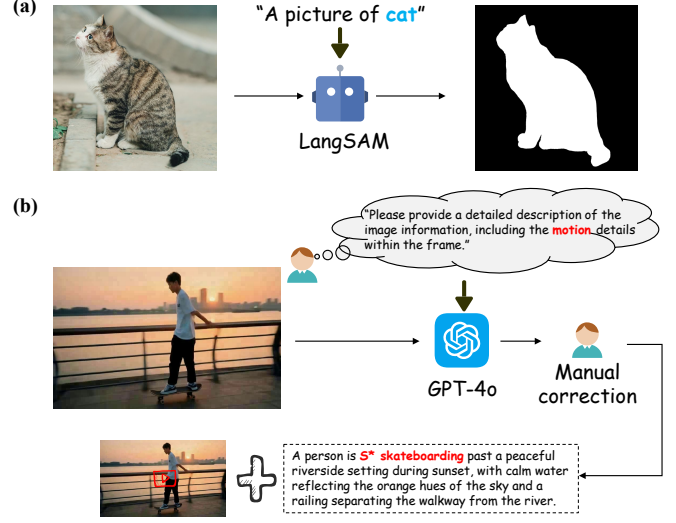 (a)
“A picture of cat”
LangSAM
(b)
“Please provide a detailed description of the
image information, including the motion details
within the frame.”
GPT-4o
Manual
correction
A person is S* skateboarding past a peaceful
riverside setting during sunset, with calm water
reflecting the orange hues of the sky and a
railing separating the walkway from the river.